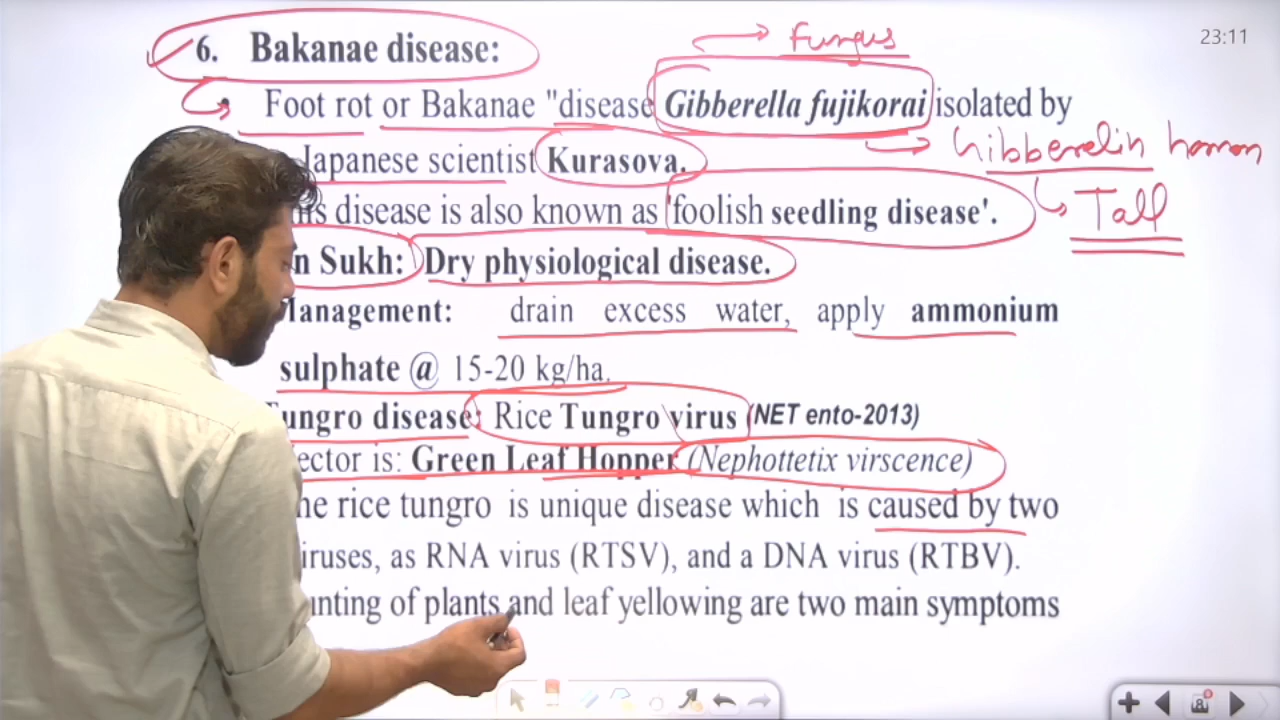 23:11
Fungus
6. Bakanae disease:
Foot rot or Bakanae "disease Gibberella fujikorai isolated by
Gibberelin
Japanese scientist Kurasova.
Tall
disease is also known as 'foolish seedling disease'.
n Sukh: Dry physiological disease.
anagement: drain excess water, apply ammonium
sulphate @ 15-20 kg/ha.
ungro disease: Rice Tungro virus (NET ento-2013)
ector is: Green Leaf Hopper (Nephottetix virscence)
he rice tungro is unique disease which is caused by two
iruses, as RNA virus (RTSV), and a DNA virus (RTBV).
unting of plants and leaf yellowing are two main symptoms